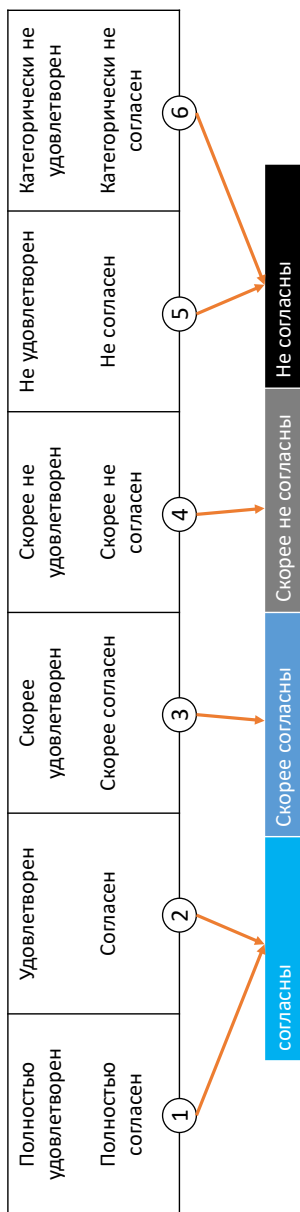 Полностью
удовлетворен
Полностью
согласен
1
Удовлетворен
Согласен
2
Скорее
удовлетворен
Скорее согласен
3
Скорее не
удовлетворен
Скорее не
согласен
4
Не удовлетворен
Не согласен
5
Категорически не
удовлетворен
Категорически не
согласен
6
согласны
Скорее согласны
Скорее не согласны
Не согласны